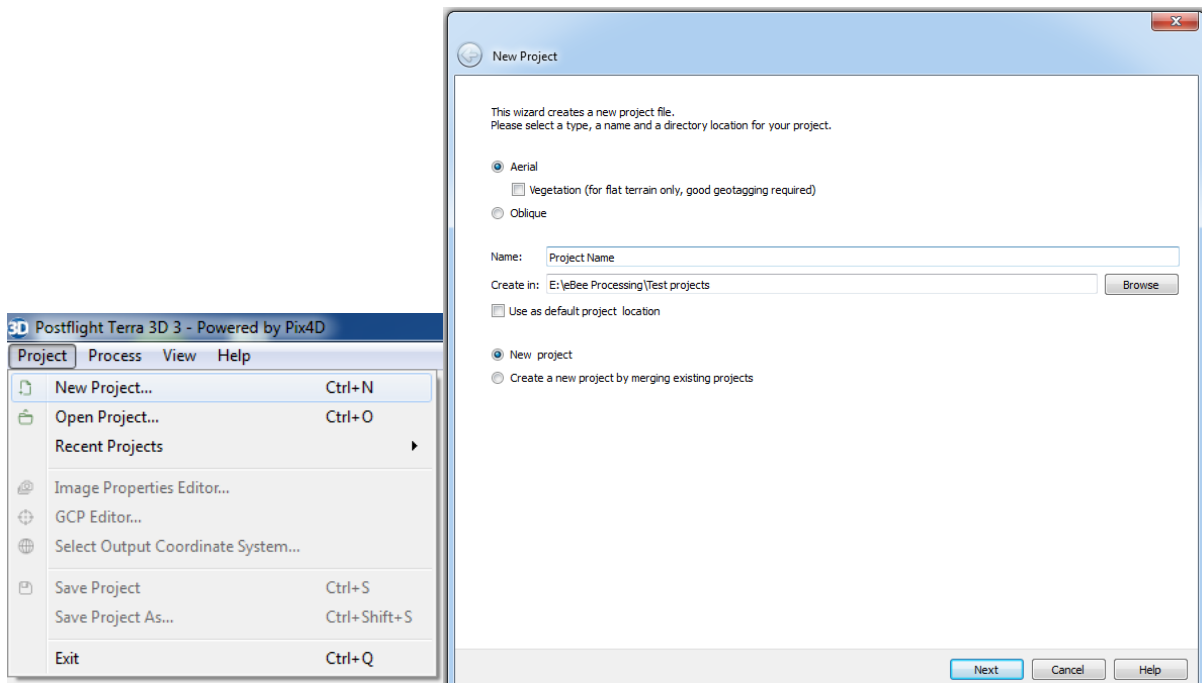 3D Postflight Terra 3D 3 - Powered by Pix4D
Project Process View Help
New Project... Ctrl+N
Open Project... Ctrl+O
Recent Projects
Image Properties Editor...
GCP Editor...
Select Output Coordinate System...
Save Project Ctrl+S
Save Project As... Ctrl+Shift+S
Exit Ctrl+Q
New Project
This wizard creates a new project file.
Please select a type, a name and a directory location for your project.
Aerial
Vegetation (for flat terrain only, good geotagging required)
Oblique
Name: Project Name
Create in: E:\eBee Processing\Test projects Browse
Use as default project location
New project
Create a new project by merging existing projects
Next Cancel Help